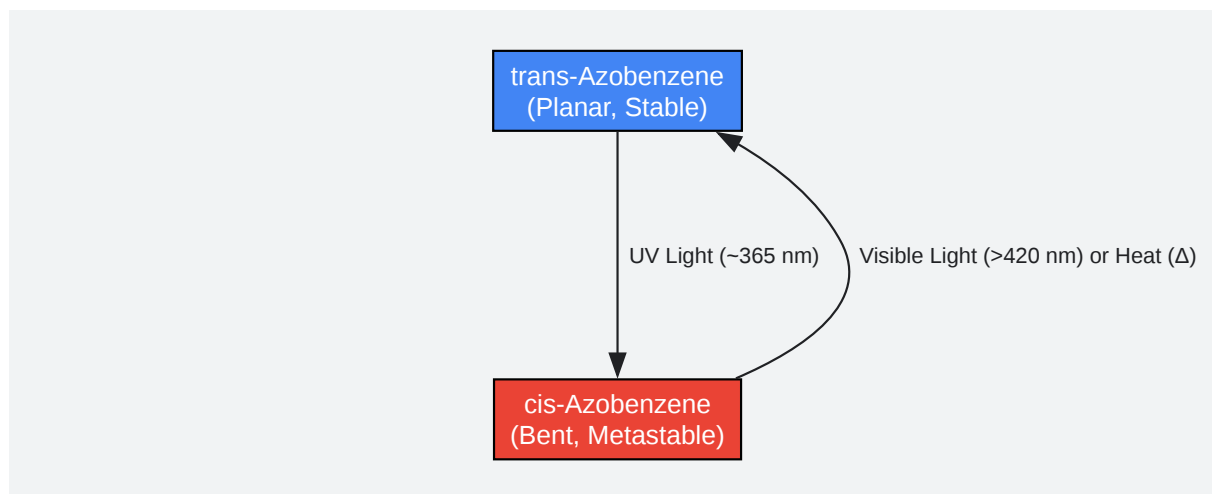 trans-Azobenzene
(Planar, Stable)
UV Light (~365 nm)
Visible Light (>420 nm) or Heat (Δ)
cis-Azobenzene
(Bent, Metastable)